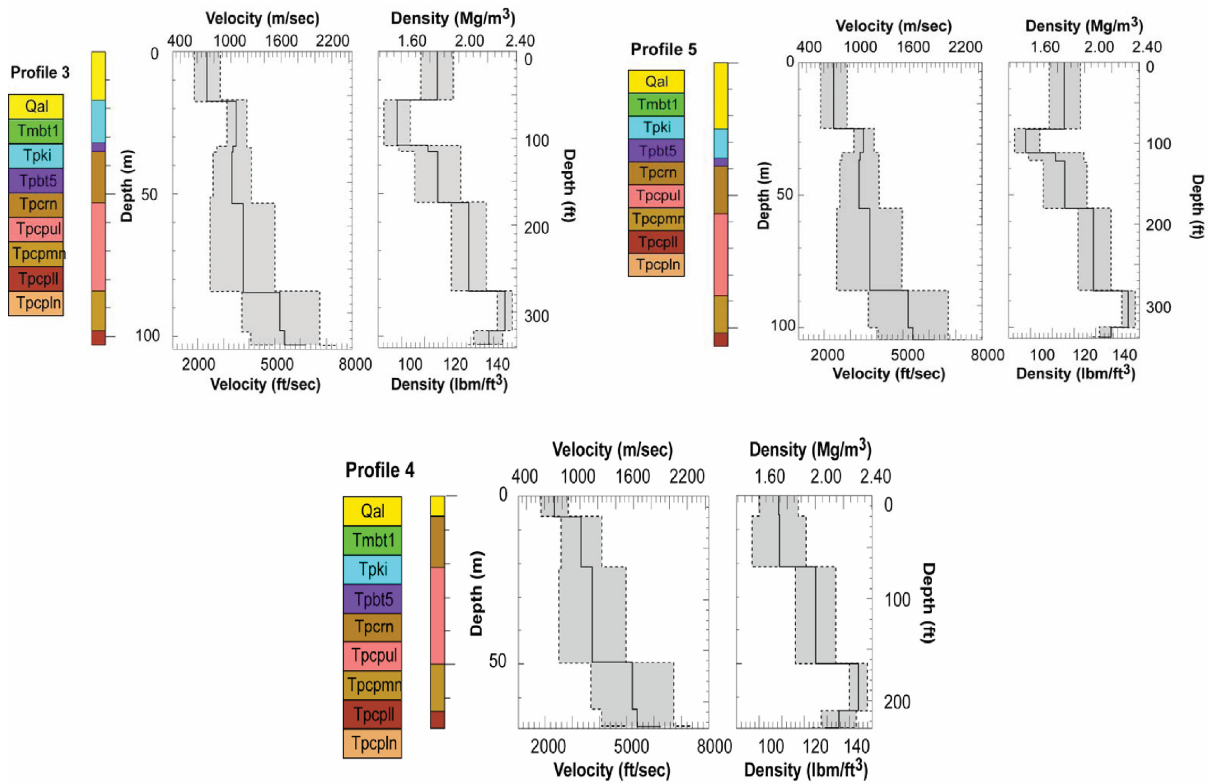 Velocity (m/sec)
400 1000 1600 2200
Density (Mg/m³)
1.60 2.00 2.40
Profile 3
Qal
Tmbt1
Tpki
Tpbt5
Tpcrn
Tpcpul
Tpcpmn
Tpcpll
Tpcpln
Depth (m)
0
50
100
0
100
200
300
Depth (ft)
2000 5000 8000
Velocity (ft/sec)
100 120 140
Density (lbm/ft³)
Velocity (m/sec)
400 1000 1600 2200
Density (Mg/m³)
1.60 2.00 2.40
Profile 5
Qal
Tmbt1
Tpki
Tpbt5
Tpcrn
Tpcpul
Tpcpmn
Tpcpll
Tpcpln
Depth (m)
0
50
100
0
100
200
300
Depth (ft)
2000 5000 8000
Velocity (ft/sec)
100 120 140
Density (lbm/ft³)
Velocity (m/sec)
400 1000 1600 2200
Density (Mg/m³)
1.60 2.00 2.40
Profile 4
Qal
Tmbt1
Tpki
Tpbt5
Tpcrn
Tpcpul
Tpcpmn
Tpcpll
Tpcpln
Depth (m)
0
50
0
100
200
Depth (ft)
2000 5000 8000
Velocity (ft/sec)
100 120 140
Density (lbm/ft³)